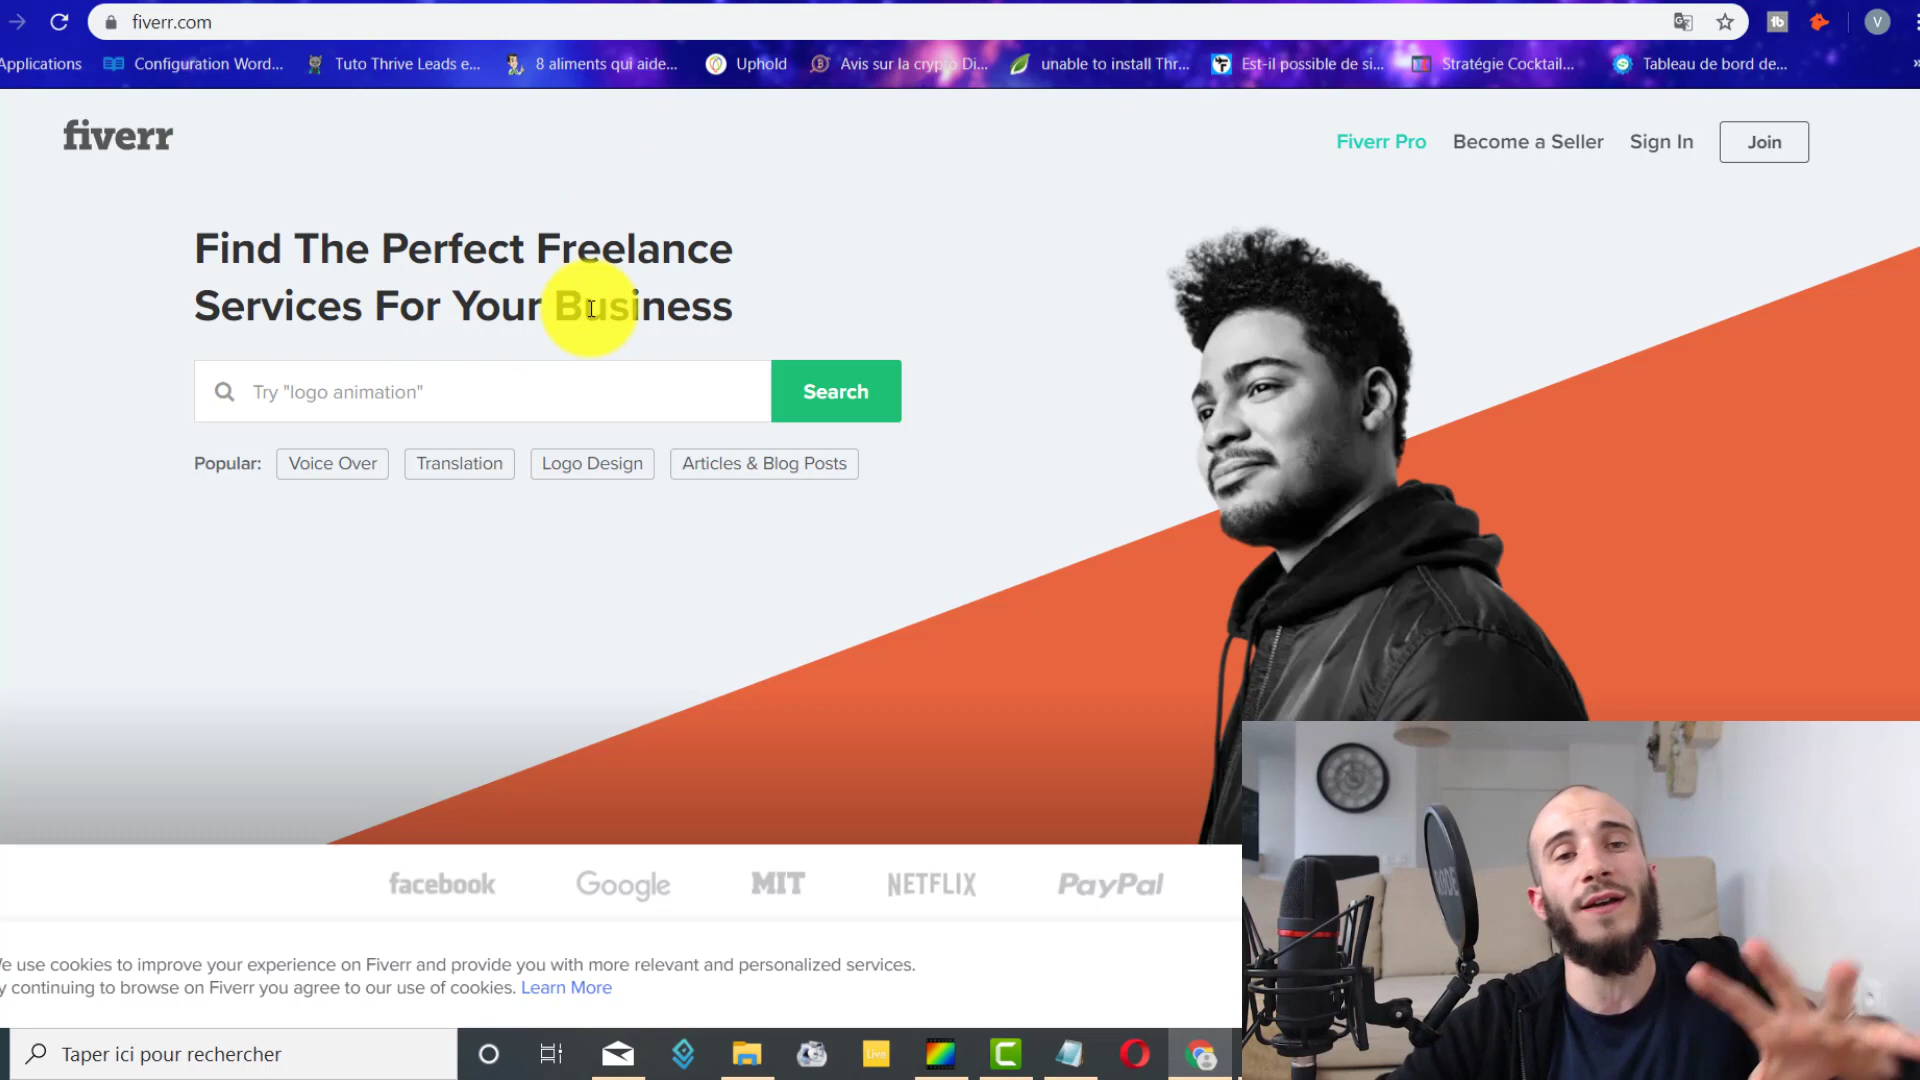 fiverr.com
V
Applications
Configuration Word...
Tuto Thrive Leads e...
8 aliments qui aide...
Uphold
Avis sur la crypto Di...
unable to install Thr...
Est-il possible de si...
Stratégie Cocktail...
Tableau de bord de...
fiverr
Fiverr Pro
Become a Seller
Sign In
Join
Find The Perfect Freelance
Services For Your Business
Try "logo animation"
Search
Popular:
Voice Over
Translation
Logo Design
Articles & Blog Posts
facebook
Google
MIT
NETFLIX
PayPal
We use cookies to improve your experience on Fiverr and provide you with more relevant and personalized services.
y continuing to browse on Fiverr you agree to our use of cookies. Learn More
RODE
Taper ici pour rechercher
Live